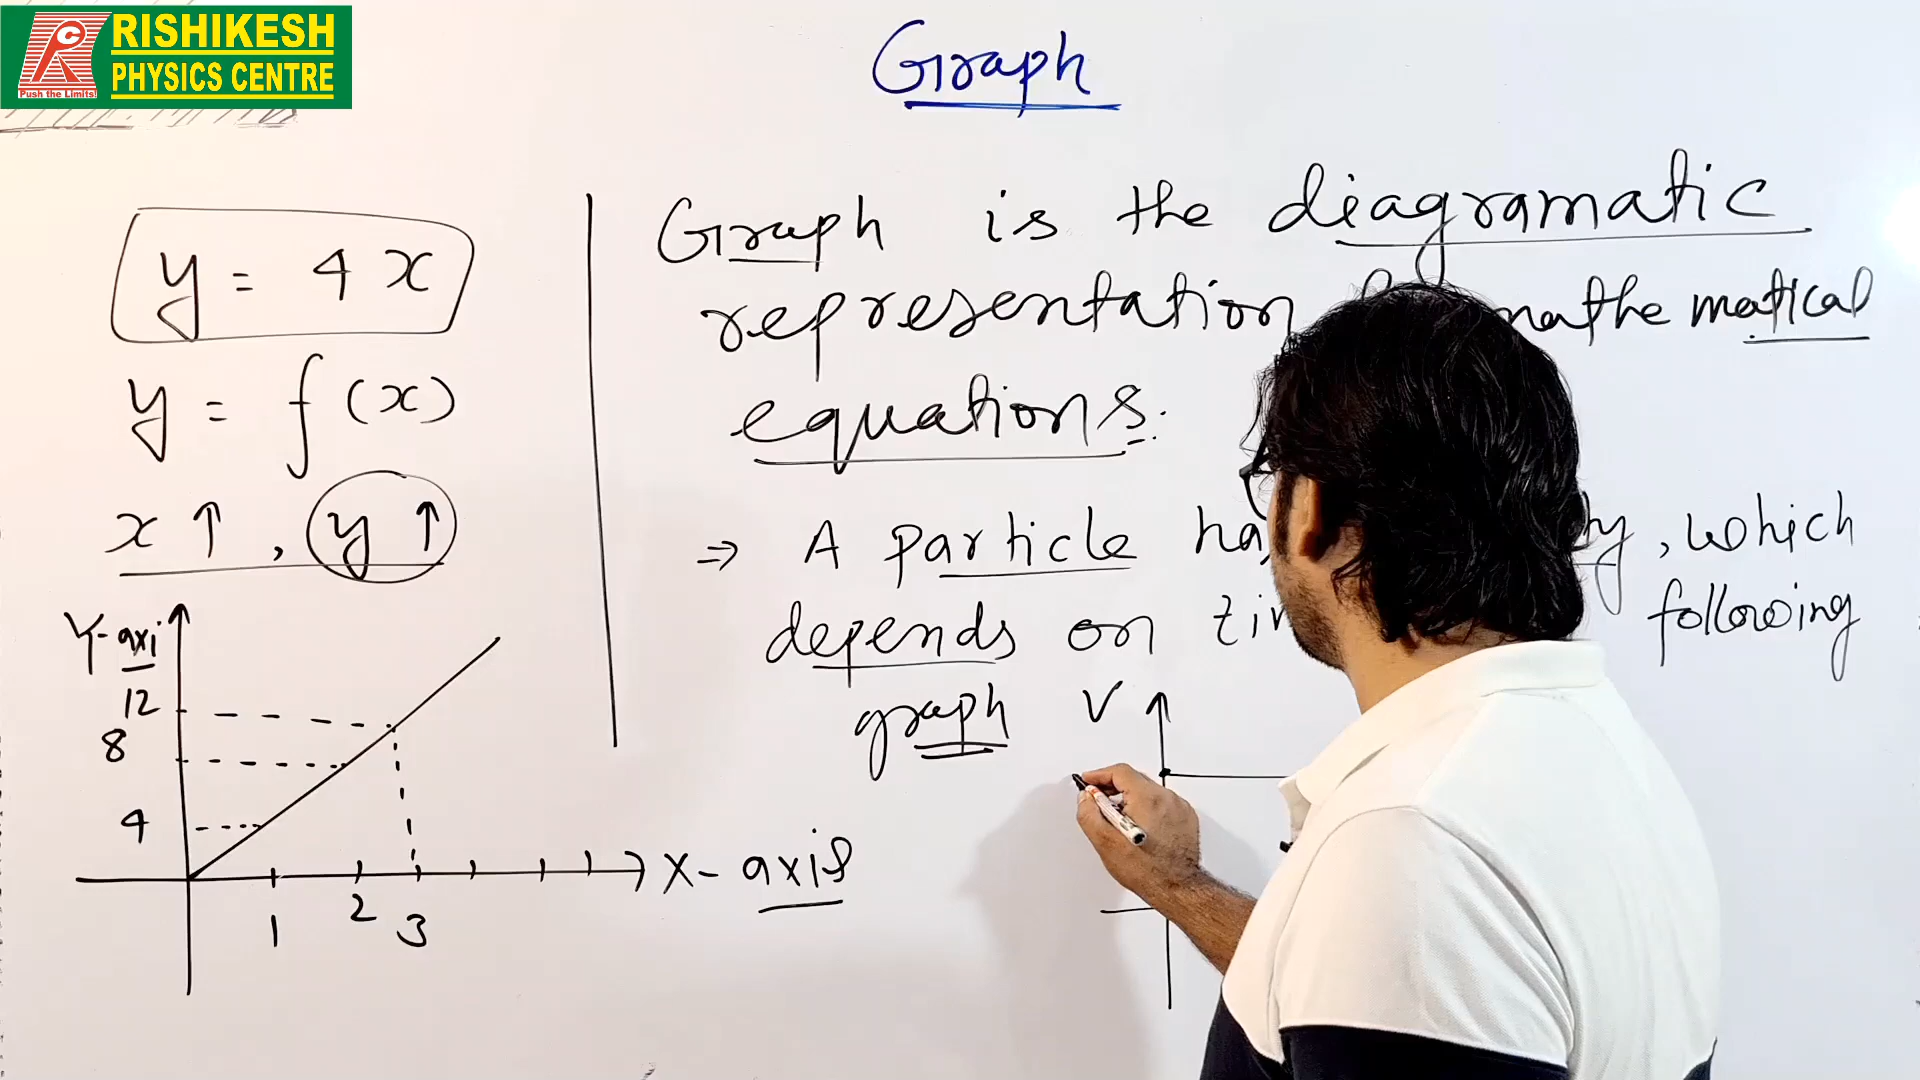 RISHIKESH
PHYSICS CENTRE
Push the Limits!
Graph
y = 4x
y = f(x)
x ↑, y ↑
Y-axi
12
8
4
1
2
3
X-axis
Graph is the diagramatic
representation mathematical
equations.
⇒ A particle , which
depends on following
graph
V